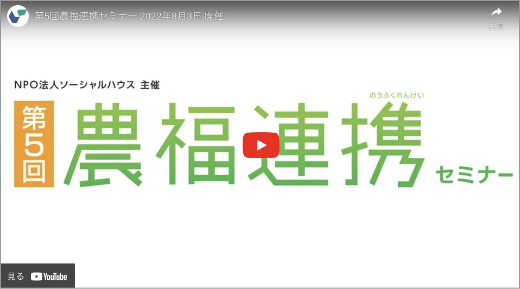 第5回農福連携セミナー 2022年8月3日 開催
共有
NPO法人ソーシャルハウス 主催
のうふくれんけい
第5回
農福連携
セミナー
見る YouTube